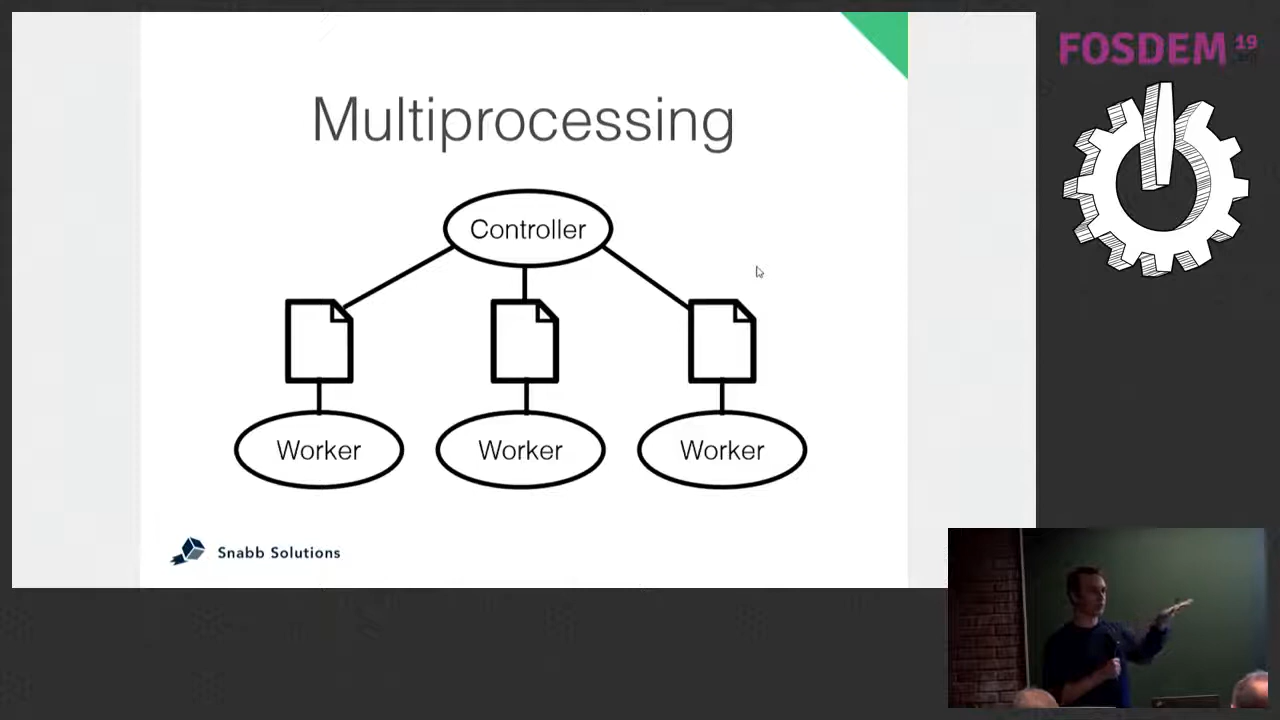 Multiprocessing
Controller
Worker Worker Worker
Snabb Solutions
FOSDEM 19